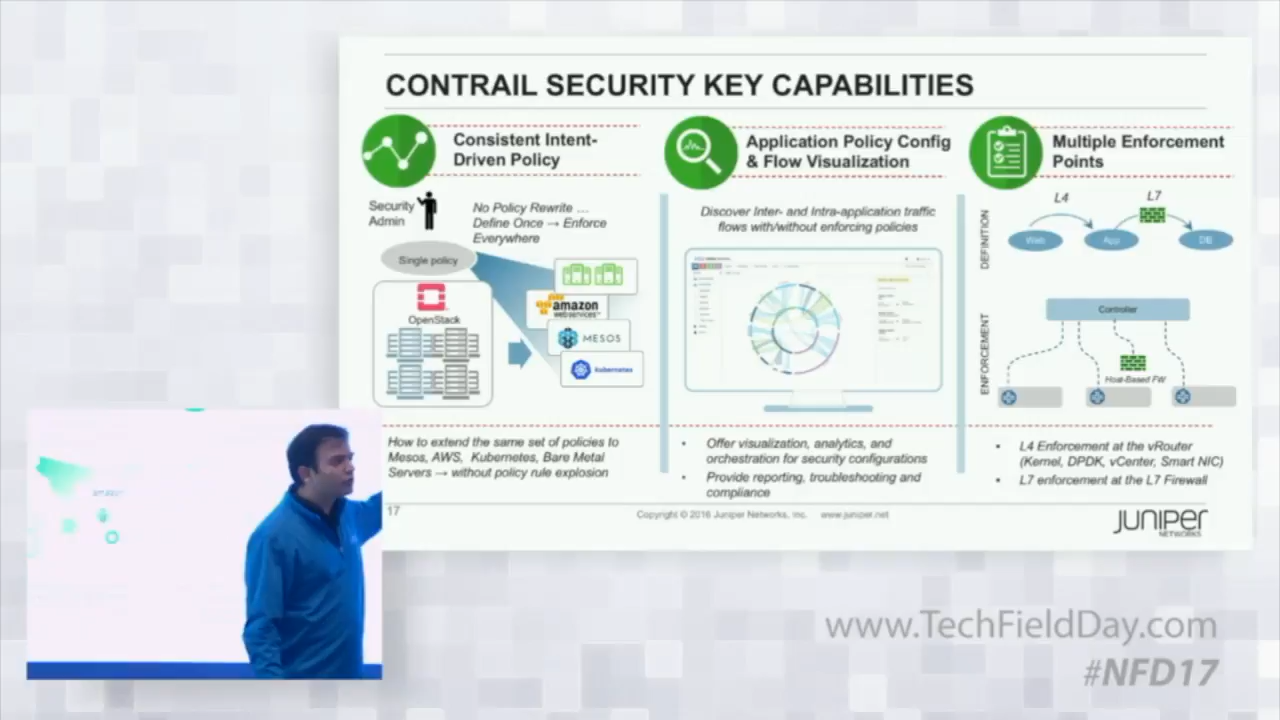 CONTRAIL SECURITY KEY CAPABILITIES
Consistent Intent-
Driven Policy
Security
Admin
No Policy Rewrite ...
Define Once → Enforce
Everywhere
Single policy
OpenStack
amazon
webservices™
MESOS
kubernetes
How to extend the same set of policies to
Mesos, AWS, Kubernetes, Bare Metal
Servers → without policy rule explosion
Application Policy Config
& Flow Visualization
Discover Inter- and Intra-application traffic
flows with/without enforcing policies
• Offer visualization, analytics, and
orchestration for security configurations
• Provide reporting, troubleshooting and
compliance
Multiple Enforcement
Points
DEFINITION
L4
L7
Web
App
DB
ENFORCEMENT
Controller
Host-Based FW
• L4 Enforcement at the vRouter
(Kernel, DPDK, vCenter, Smart NIC)
• L7 enforcement at the L7 Firewall
17
Copyright © 2016 Juniper Networks, Inc. www.juniper.net
JUNIPER
NETWORKS
www.TechFieldDay.com
#NFD17